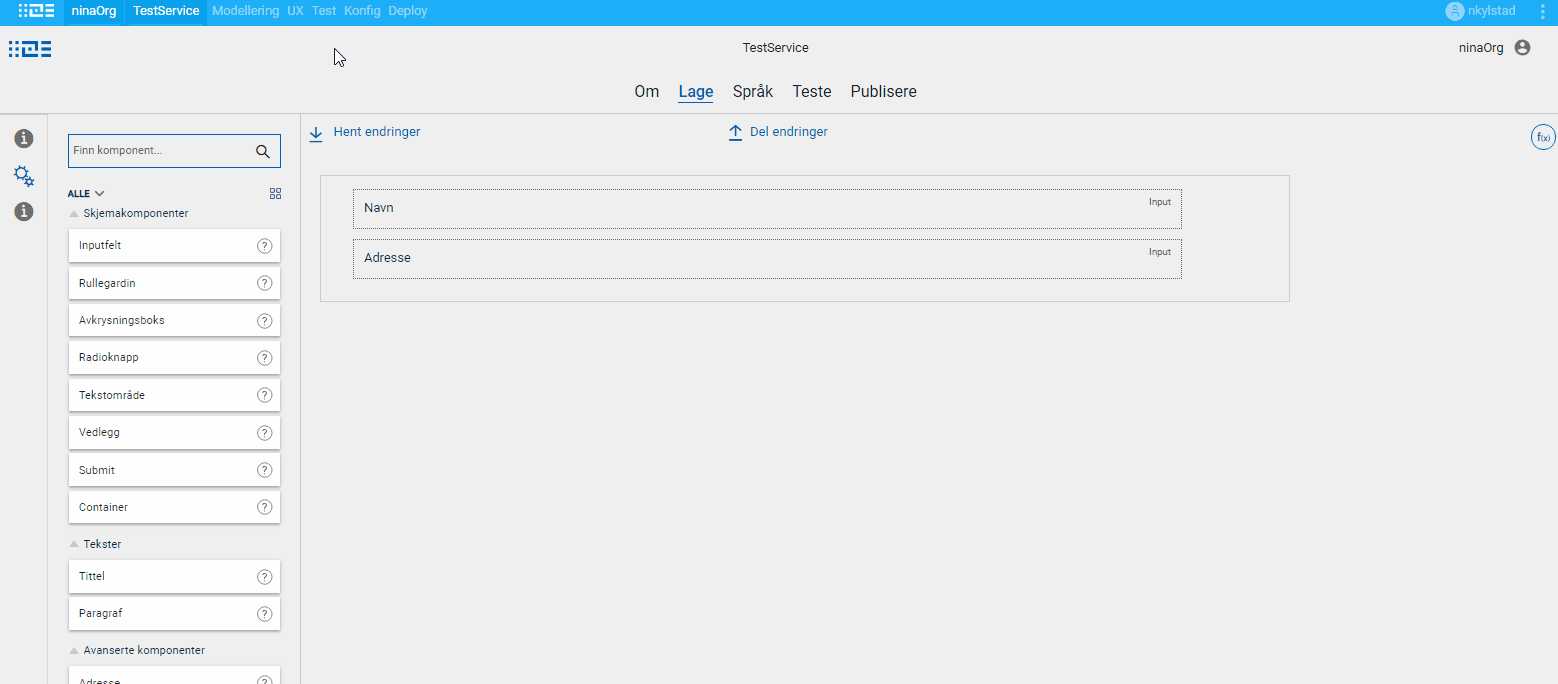 ninaOrg TestService Modellering UX Test Konfig Deploy nkylstad
TestService ninaOrg
Om Lage Språk Teste Publisere
Hent endringer Del endringer f(x)
Finn komponent...
ALLE
Skjemakomponenter
Inputfelt ?
Rullegardin ?
Avkrysningsboks ?
Radioknapp ?
Tekstområde ?
Vedlegg ?
Submit ?
Container ?
Tekster
Tittel ?
Paragraf ?
Avanserte komponenter
Adresse ?
Navn Input
Adresse Input